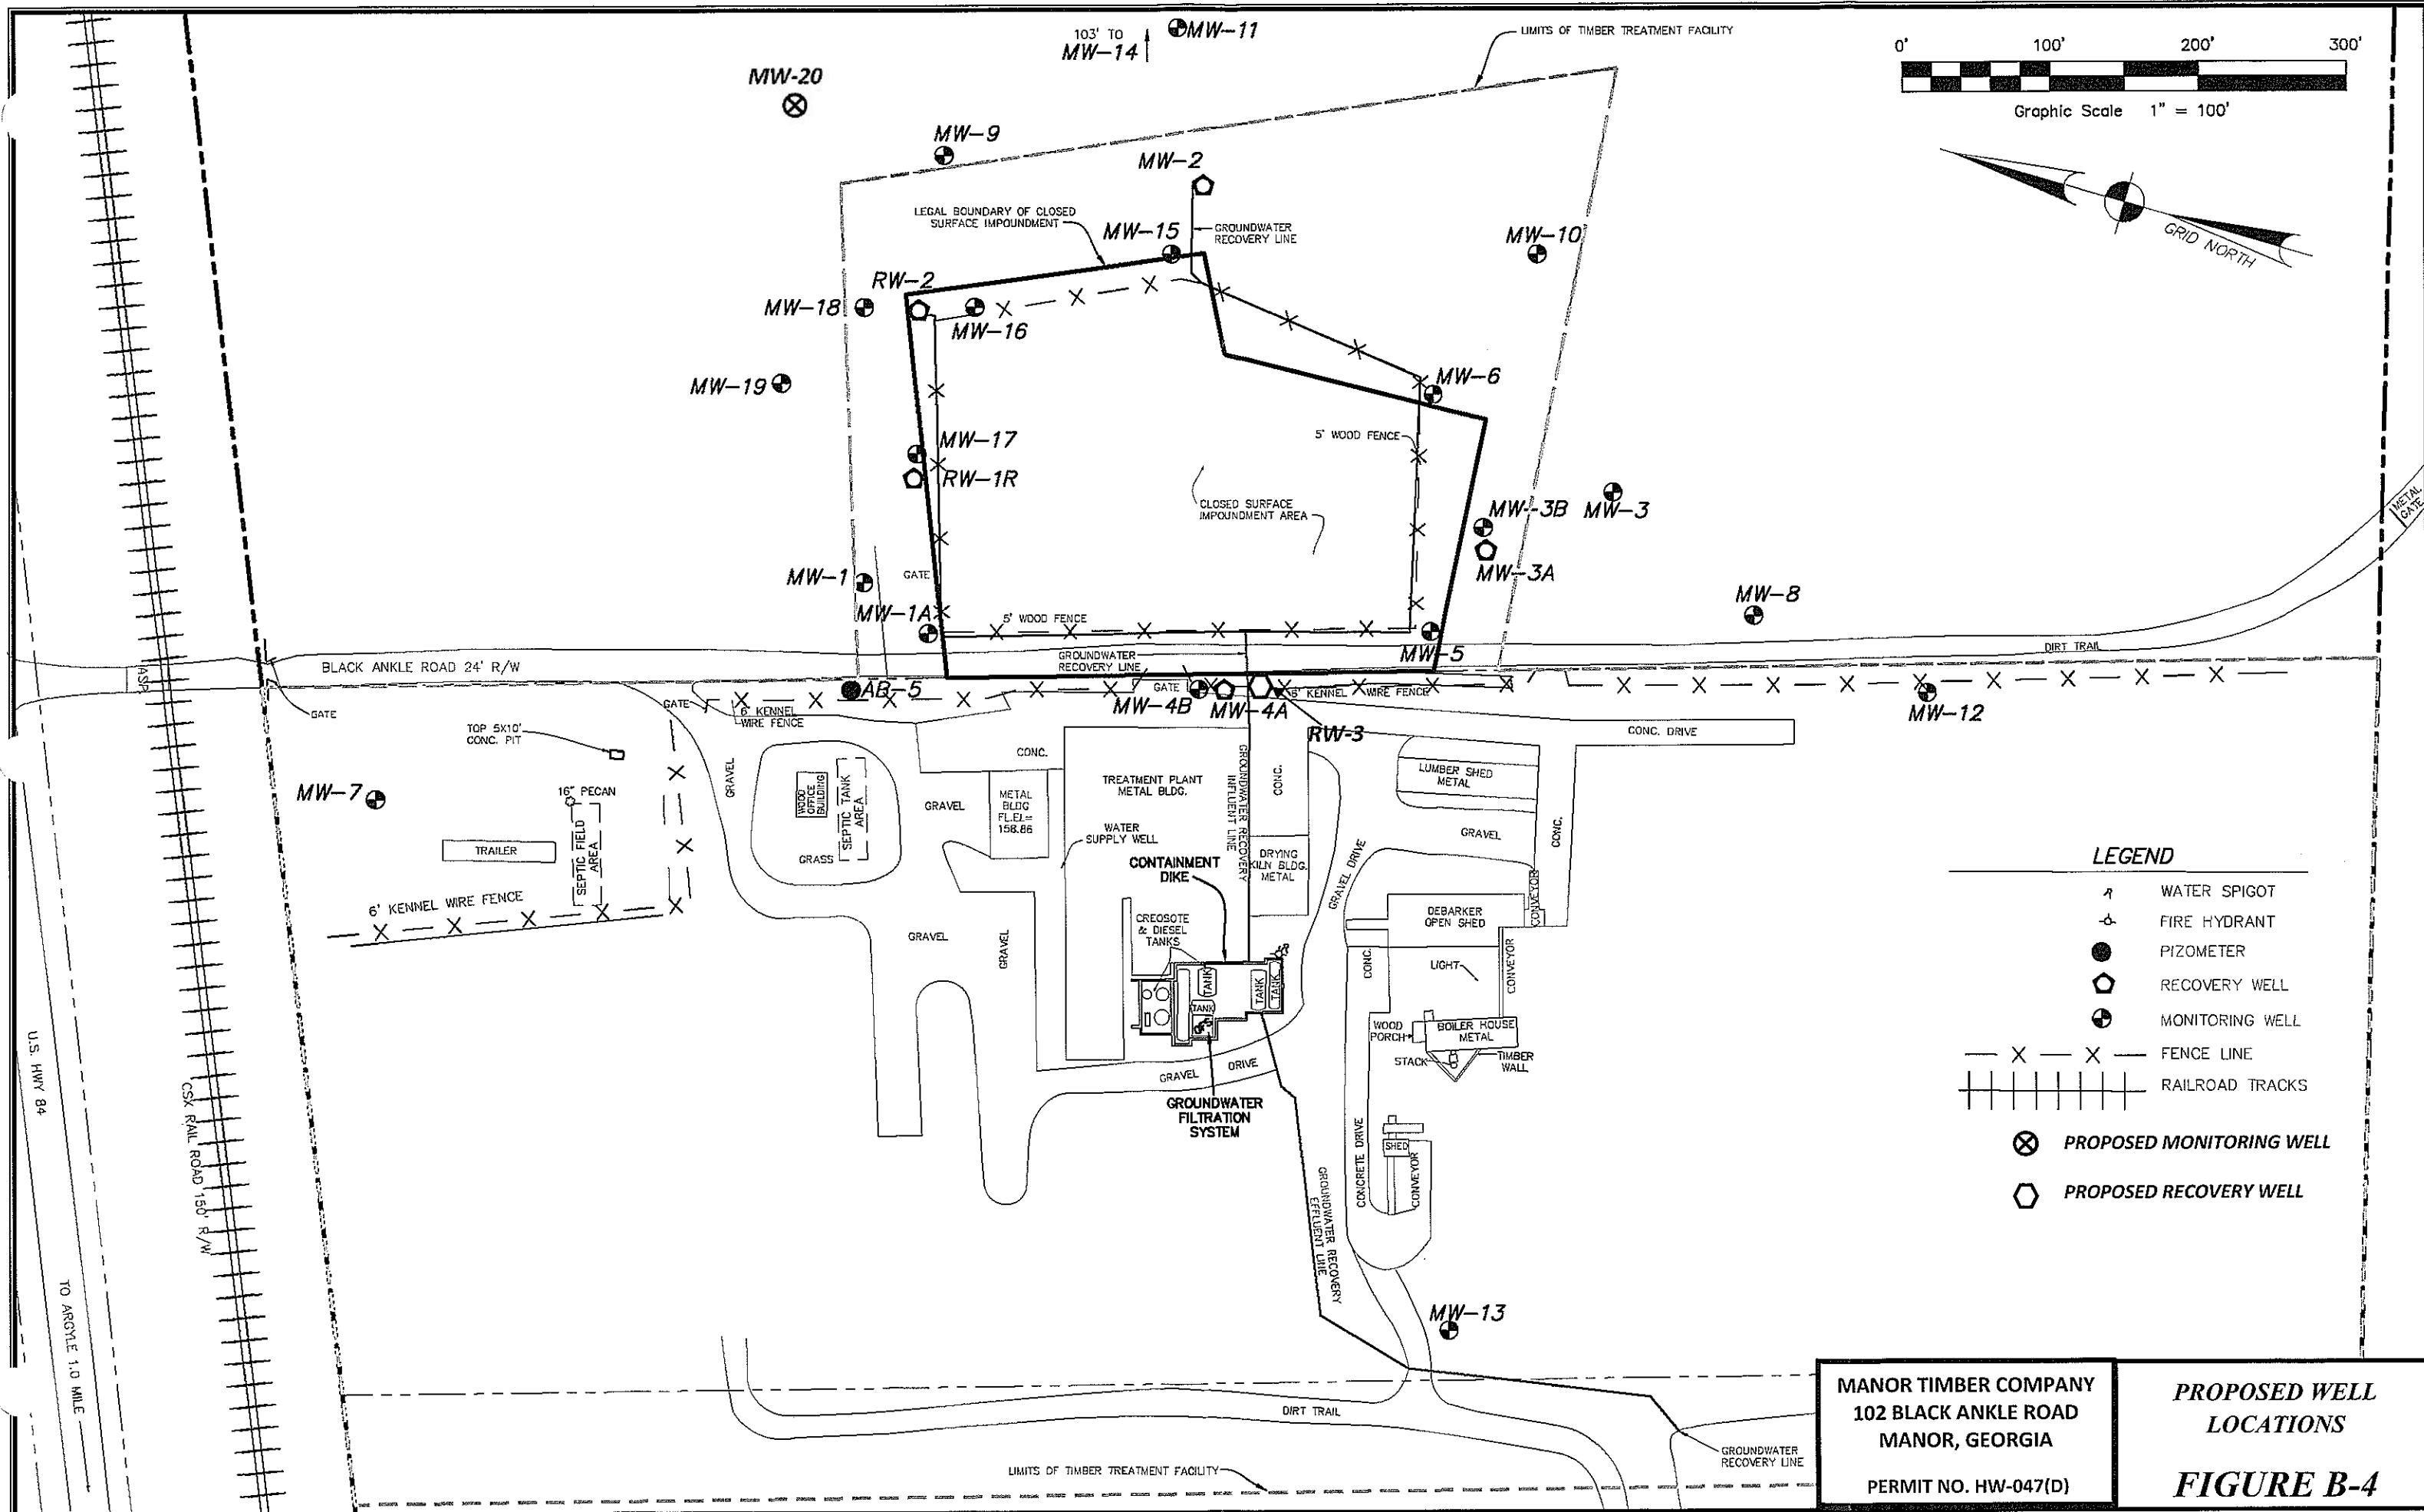 103' TO
MW-14
MW-11
LIMITS OF TIMBER TREATMENT FACILITY
0' 100' 200' 300'
Graphic Scale 1" = 100'
MW-20
MW-9
MW-2
GRID NORTH
LEGAL BOUNDARY OF CLOSED
SURFACE IMPOUNDMENT
MW-15
GROUNDWATER
RECOVERY LINE
MW-10
RW-2
MW-18
MW-16
MW-19
MW-6
MW-17
5' WOOD FENCE
RW-1R
CLOSED SURFACE
IMPOUNDMENT AREA
MW-3B
MW-3
METAL
GATE
MW-1
GATE
MW-3A
MW-1A
5' WOOD FENCE
MW-8
BLACK ANKLE ROAD 24' R/W
GROUNDWATER
RECOVERY LINE
MW-5
DIRT TRAIL
AB-5
GATE
6' KENNEL WIRE FENCE
GATE
GATE
6' KENNEL
WIRE FENCE
MW-4B
MW-4A
MW-12
RW-3
TOP 5X10'
CONC. PIT
CONC.
CONC. DRIVE
GRAVEL
WOOD
OFFICE
BUILDING
SEPTIC TANK
AREA
METAL
BLDG
FL.EL=
158.86
TREATMENT PLANT
METAL BLDG.
GROUNDWATER RECOVERY
INFLUENT LINE
CONC.
LUMBER SHED
METAL
MW-7
16" PECAN
GRAVEL
WATER
SUPPLY WELL
GRAVEL
CONC.
TRAILER
SEPTIC FIELD
AREA
GRASS
CONTAINMENT
DIKE
DRYING
KILN BLDG.
METAL
GRAVEL DRIVE
LEGEND
WATER SPIGOT
FIRE HYDRANT
PIZOMETER
RECOVERY WELL
MONITORING WELL
FENCE LINE
RAILROAD TRACKS
PROPOSED MONITORING WELL
PROPOSED RECOVERY WELL
6' KENNEL WIRE FENCE
CREOSOTE
& DIESEL
TANKS
DEBARKER
OPEN SHED
CONVEYOR
GRAVEL
GRAVEL
TANK
TANK
TANK
TANK
CONC.
LIGHT
CONVEYOR
WOOD
PORCH
BOILER HOUSE
METAL
STACK
TIMBER
WALL
GRAVEL DRIVE
GROUNDWATER
FILTRATION
SYSTEM
U.S. HWY 84
CSX RAIL ROAD 150' R/W
TO ARGYLE 1.0 MILE
CONCRETE DRIVE
SHED
CONVEYOR
GROUNDWATER RECOVERY
EFFLUENT LINE
MW-13
DIRT TRAIL
GROUNDWATER
RECOVERY LINE
LIMITS OF TIMBER TREATMENT FACILITY
MANOR TIMBER COMPANY
102 BLACK ANKLE ROAD
MANOR, GEORGIA
PERMIT NO. HW-047(D)
PROPOSED WELL
LOCATIONS
FIGURE B-4